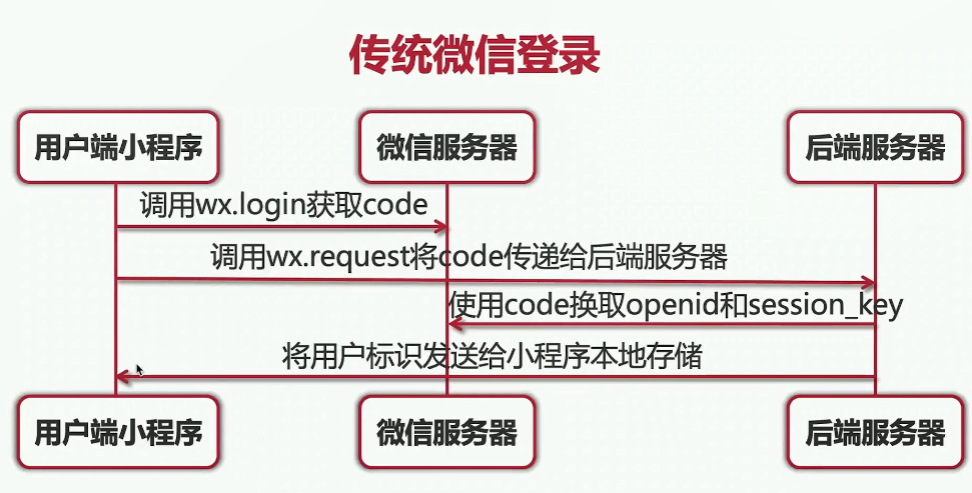 传统微信登录
用户端小程序
微信服务器
后端服务器
调用wx.login获取code
调用wx.request将code传递给后端服务器
使用code换取openid和session_key
将用户标识发送给小程序本地存储
用户端小程序
微信服务器
后端服务器